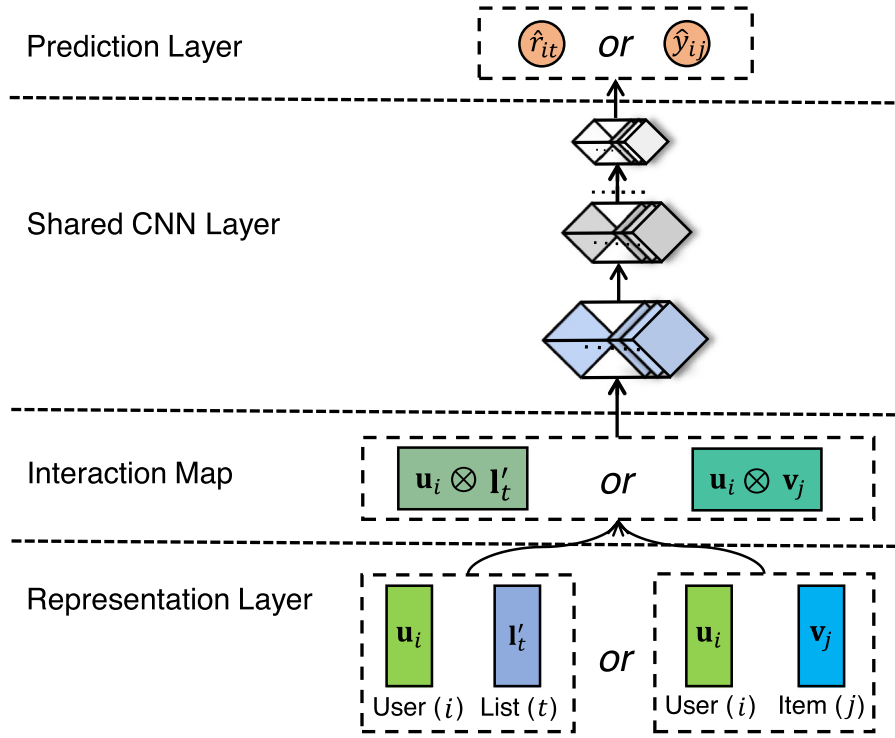 Prediction Layer
r̂ᵢₜ or ŷᵢⱼ
......
Shared CNN Layer
Interaction Map
𝐮ᵢ ⊗ 𝐥′ₜ or 𝐮ᵢ ⊗ 𝐯ⱼ
Representation Layer
𝐮ᵢ 𝐥′ₜ or 𝐮ᵢ 𝐯ⱼ
User (i) List (t) User (i) Item (j)